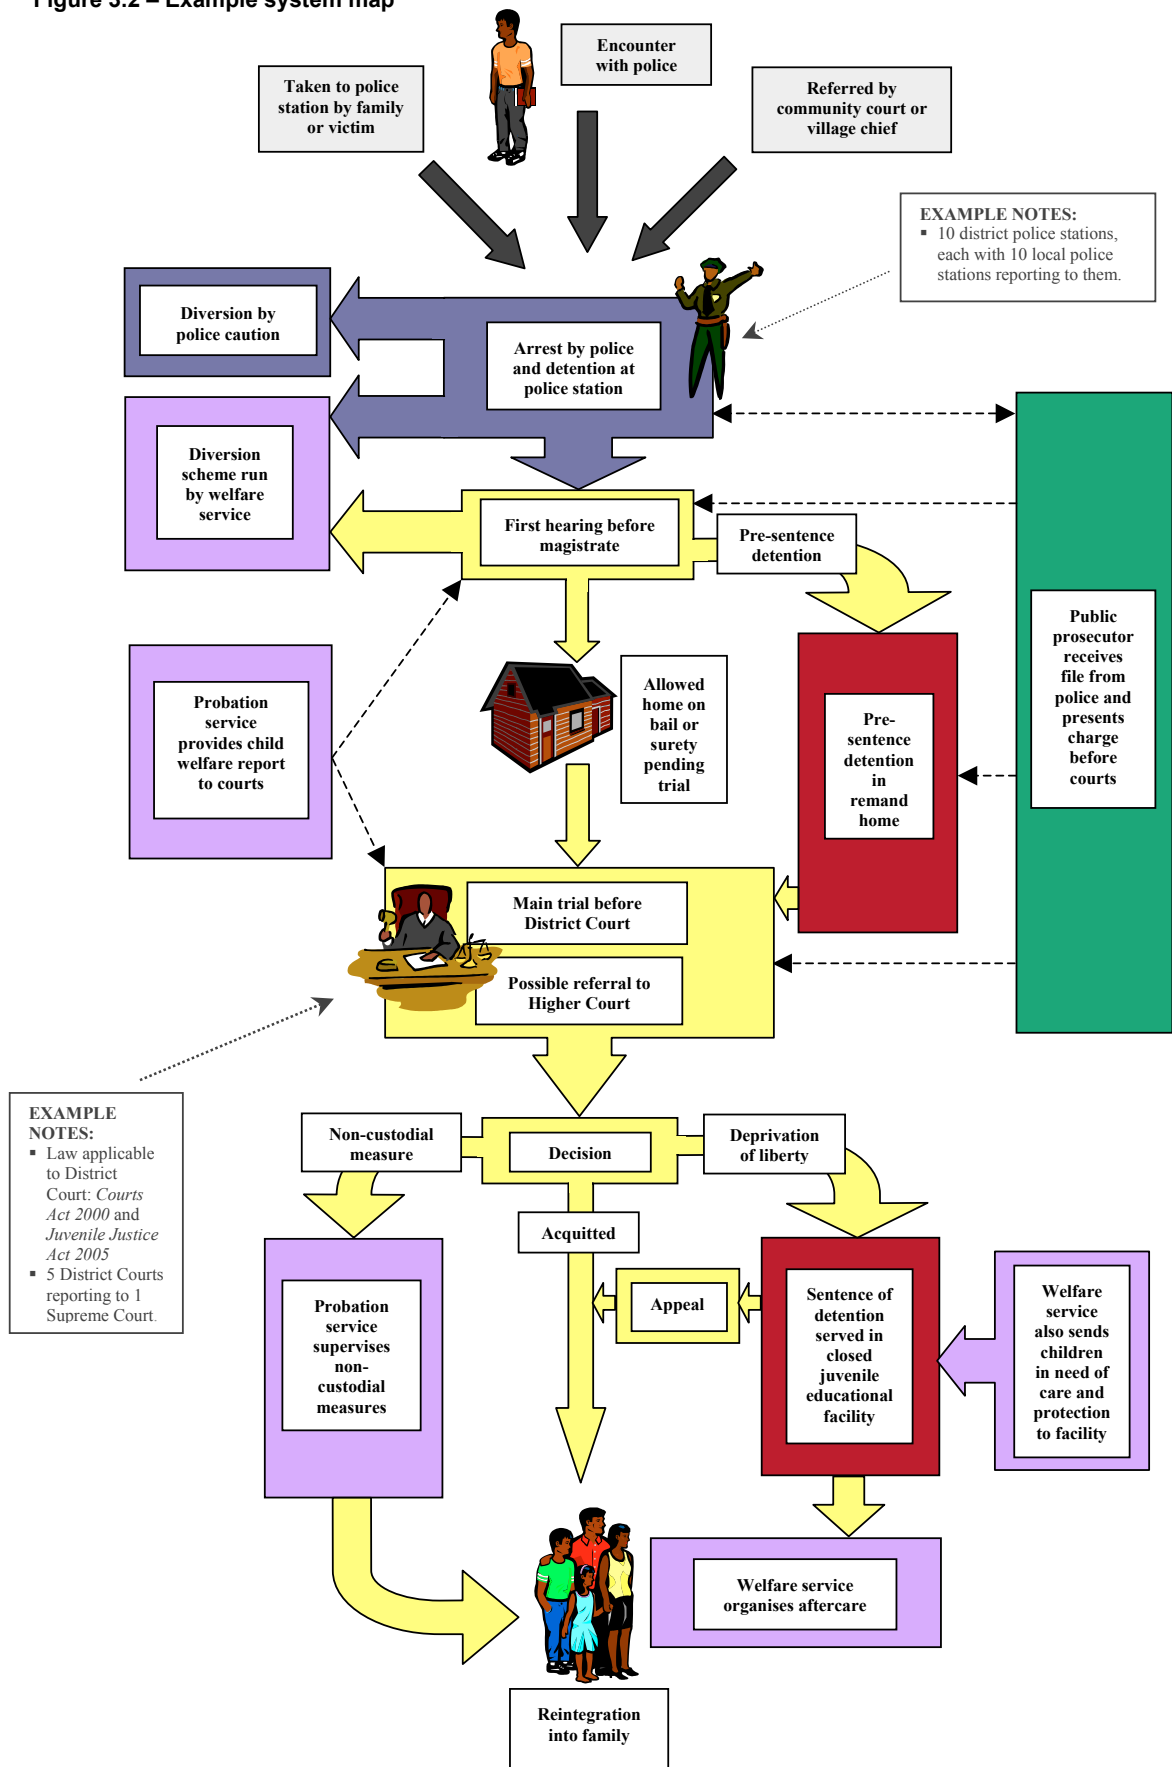 Figure 3.2 – Example system map
Encounter
with police
Taken to police
station by family
or victim
Referred by
community court or
village chief
EXAMPLE NOTES:
▪ 10 district police stations,
each with 10 local police
stations reporting to them.
Diversion by
police caution
Arrest by police
and detention at
police station
Diversion
scheme run
by welfare
service
First hearing before
magistrate
Pre-sentence
detention
Public
prosecutor
receives
file from
police and
presents
charge
before
courts
Probation
service
provides child
welfare report
to courts
Allowed
home on
bail or
surety
pending
trial
Pre-
sentence
detention
in
remand
home
Main trial before
District Court
Possible referral to
Higher Court
EXAMPLE
NOTES:
▪ Law applicable
to District
Court: Courts
Act 2000 and
Juvenile Justice
Act 2005
▪ 5 District Courts
reporting to 1
Supreme Court.
Non-custodial
measure
Decision
Deprivation
of liberty
Acquitted
Probation
service
supervises
non-
custodial
measures
Appeal
Sentence of
detention
served in
closed
juvenile
educational
facility
Welfare
service
also sends
children
in need of
care and
protection
to facility
Welfare service
organises aftercare
Reintegration
into family